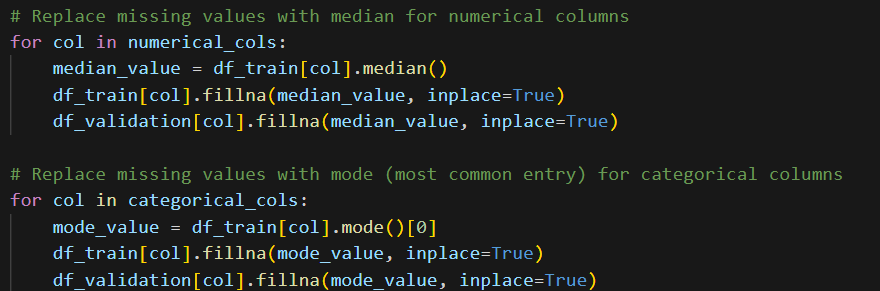 # Replace missing values with median for numerical columns
for col in numerical_cols:
    median_value = df_train[col].median()
    df_train[col].fillna(median_value, inplace=True)
    df_validation[col].fillna(median_value, inplace=True)

# Replace missing values with mode (most common entry) for categorical columns
for col in categorical_cols:
    mode_value = df_train[col].mode()[0]
    df_train[col].fillna(mode_value, inplace=True)
    df_validation[col].fillna(mode_value, inplace=True)